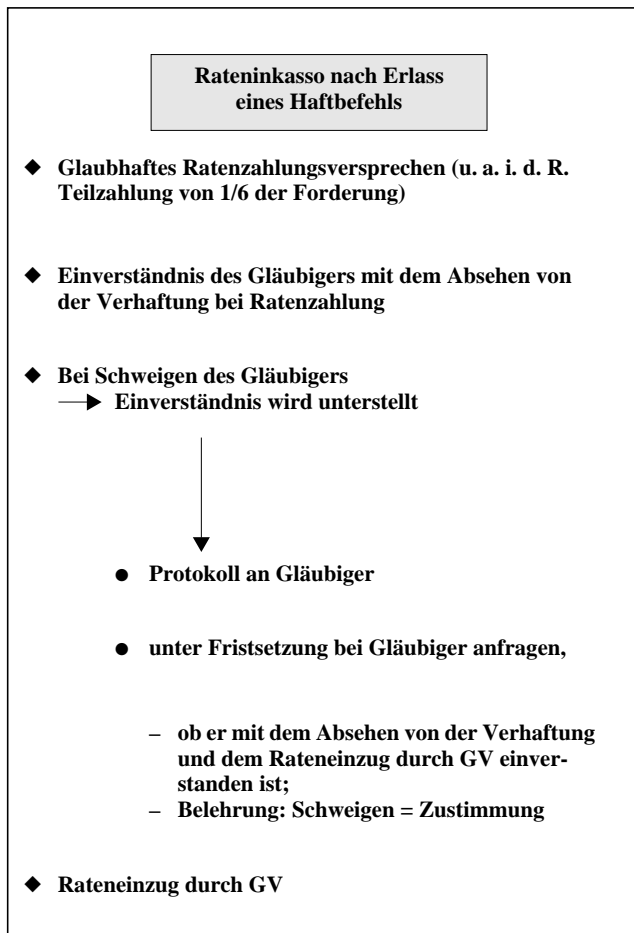 Rateninkasso nach Erlass
eines Haftbefehls
◆ Glaubhaftes Ratenzahlungsversprechen (u. a. i. d. R.
Teilzahlung von 1/6 der Forderung)
◆ Einverständnis des Gläubigers mit dem Absehen von
der Verhaftung bei Ratenzahlung
◆ Bei Schweigen des Gläubigers
Einverständnis wird unterstellt
● Protokoll an Gläubiger
● unter Fristsetzung bei Gläubiger anfragen,
– ob er mit dem Absehen von der Verhaftung
und dem Rateneinzug durch GV einver-
standen ist;
– Belehrung: Schweigen = Zustimmung
◆ Rateneinzug durch GV